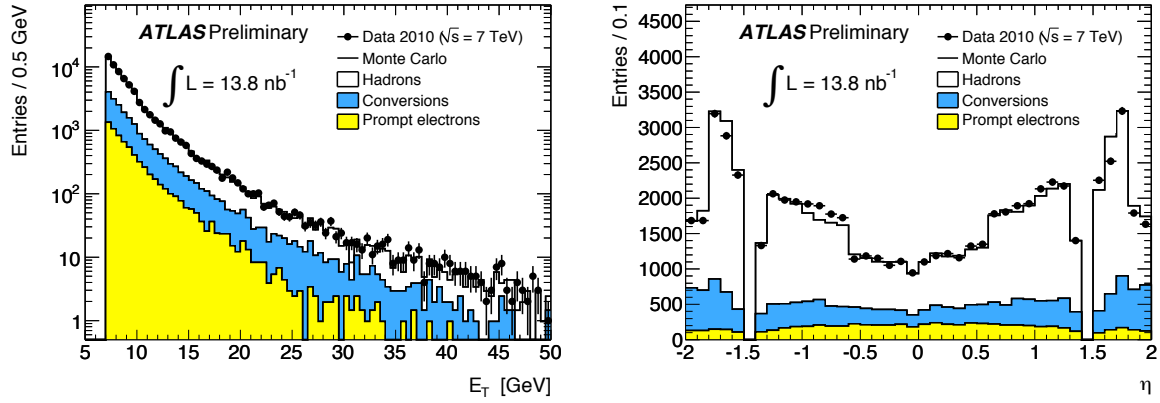 Entries / 0.5 GeV
10⁴
10³
10²
10
1
ATLAS Preliminary
∫ L = 13.8 nb⁻¹
Data 2010 (√s = 7 TeV)
Monte Carlo
Hadrons
Conversions
Prompt electrons
5 10 15 20 25 30 35 40 45 50
E_T [GeV]
Entries / 0.1
4500
4000
3500
3000
2500
2000
1500
1000
500
0
ATLAS Preliminary
∫ L = 13.8 nb⁻¹
Data 2010 (√s = 7 TeV)
Monte Carlo
Hadrons
Conversions
Prompt electrons
-2 -1.5 -1 -0.5 0 0.5 1 1.5 2
η